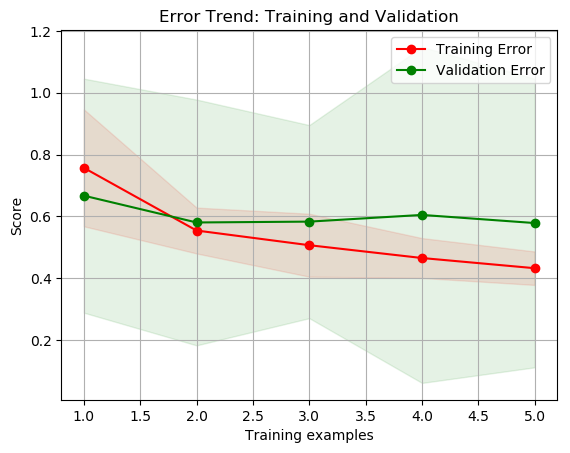 Error Trend: Training and Validation
1.2
1.0
0.8
0.6
0.4
0.2
Score
Training Error
Validation Error
1.0 1.5 2.0 2.5 3.0 3.5 4.0 4.5 5.0
Training examples